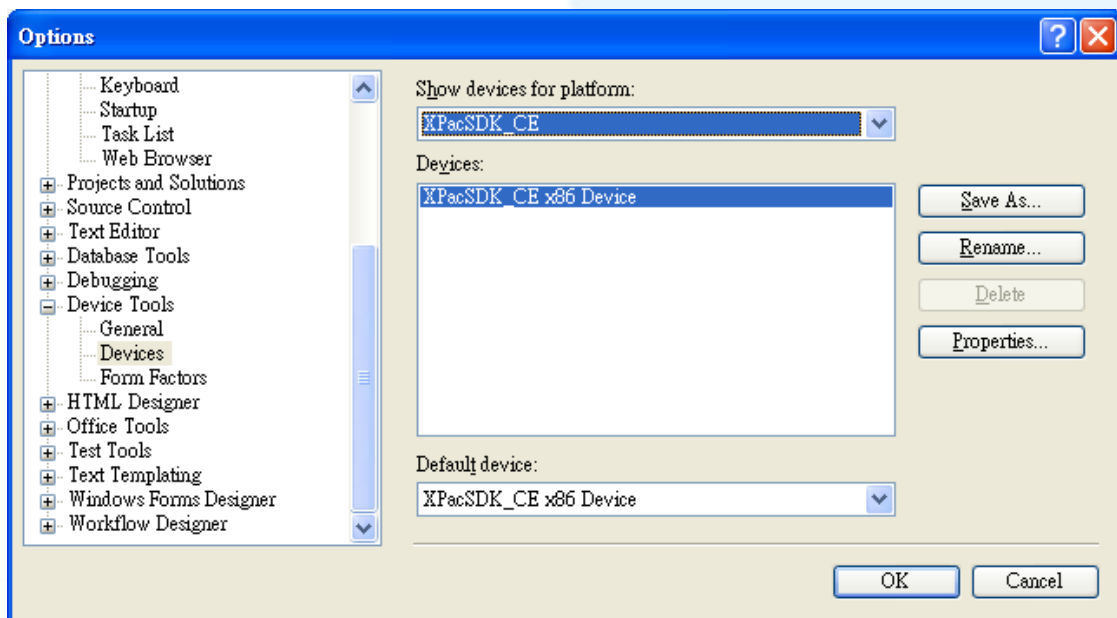 Options
Keyboard
Startup
Task List
Web Browser
Projects and Solutions
Source Control
Text Editor
Database Tools
Debugging
Device Tools
General
Devices
Form Factors
HTML Designer
Office Tools
Test Tools
Text Templating
Windows Forms Designer
Workflow Designer
Show devices for platform:
XPacSDK_CE
Devices:
XPacSDK_CE x86 Device
Save As...
Rename...
Delete
Properties...
Default device:
XPacSDK_CE x86 Device
OK
Cancel